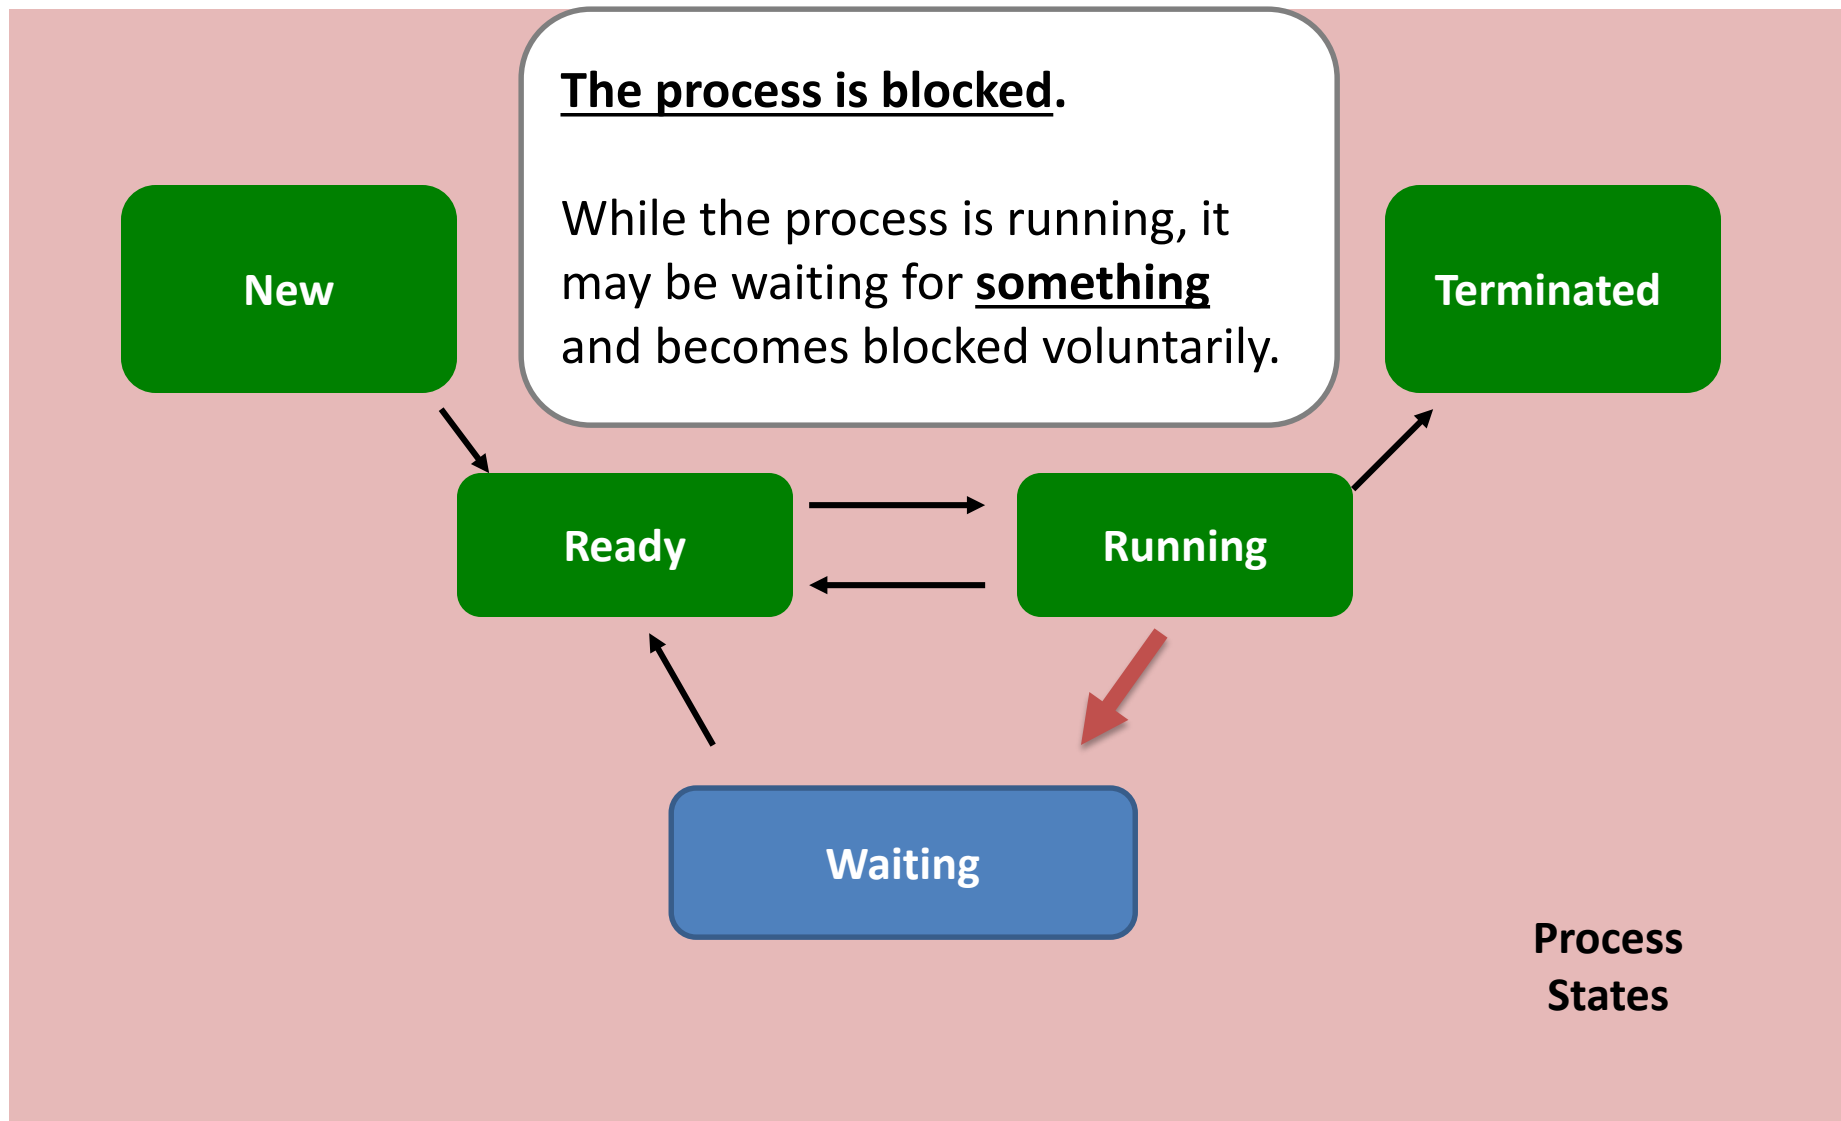 The process is blocked.
While the process is running, it
may be waiting for something
and becomes blocked voluntarily.
New
Terminated
Ready
Running
Waiting
Process
States